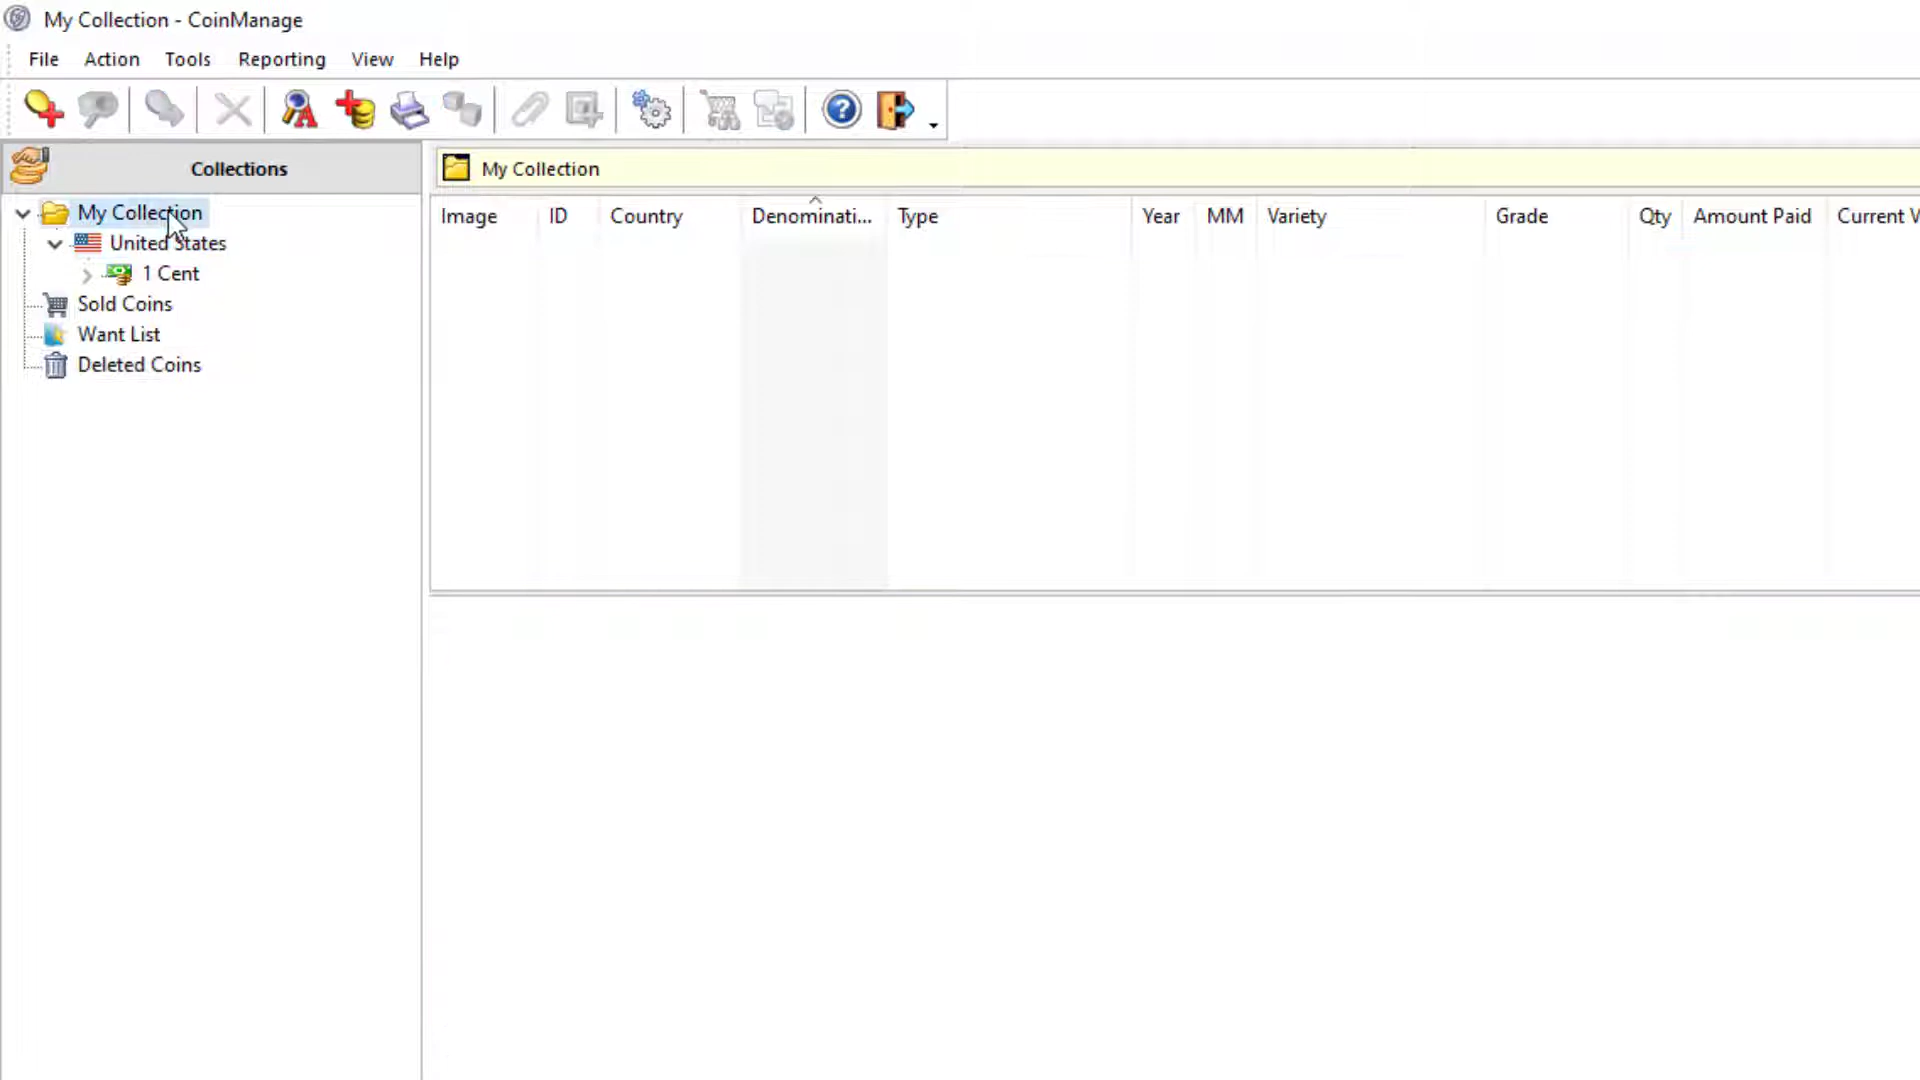 My Collection - CoinManage
File Action Tools Reporting View Help
Collections
My Collection
My Collection
United States
1 Cent
Sold Coins
Want List
Deleted Coins
Image ID Country Denominati... Type Year MM Variety Grade Qty Amount Paid Current V